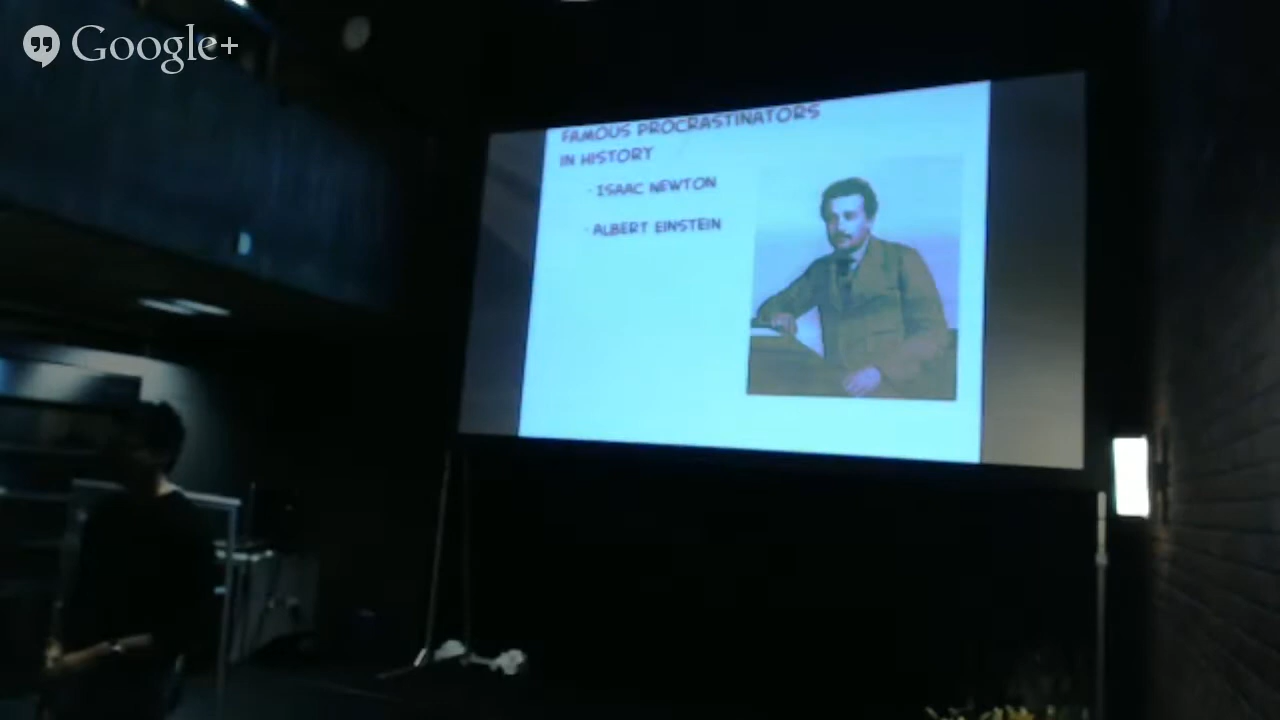 Google+
FAMOUS PROCRASTINATORS
IN HISTORY
· ISAAC NEWTON
· ALBERT EINSTEIN